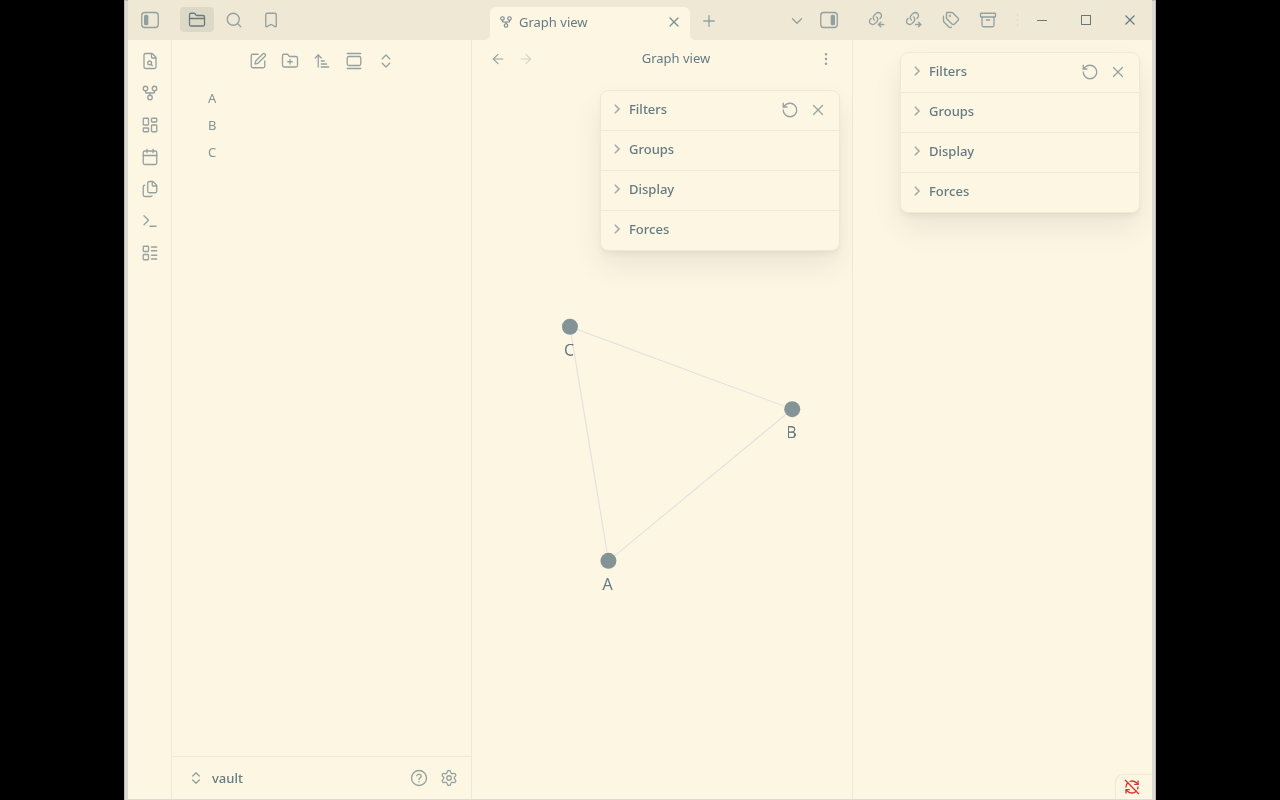 Graph view
Graph view
A
B
C
Filters
Groups
Display
Forces
Filters
Groups
Display
Forces
C
B
A
vault